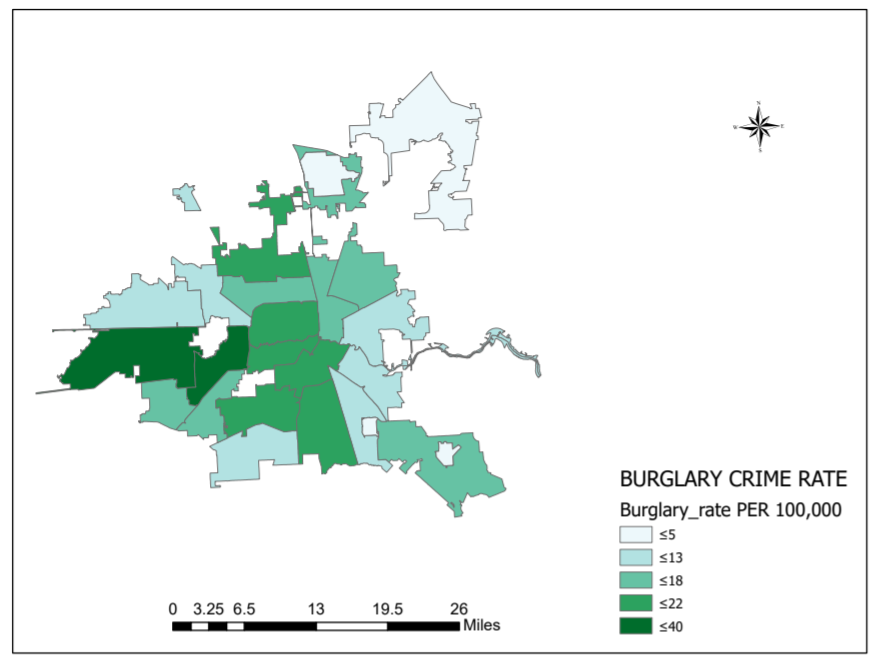 N
W E
S
BURGLARY CRIME RATE
Burglary_rate PER 100,000
≤5
≤13
≤18
≤22
≤40
0 3.25 6.5 13 19.5 26
Miles